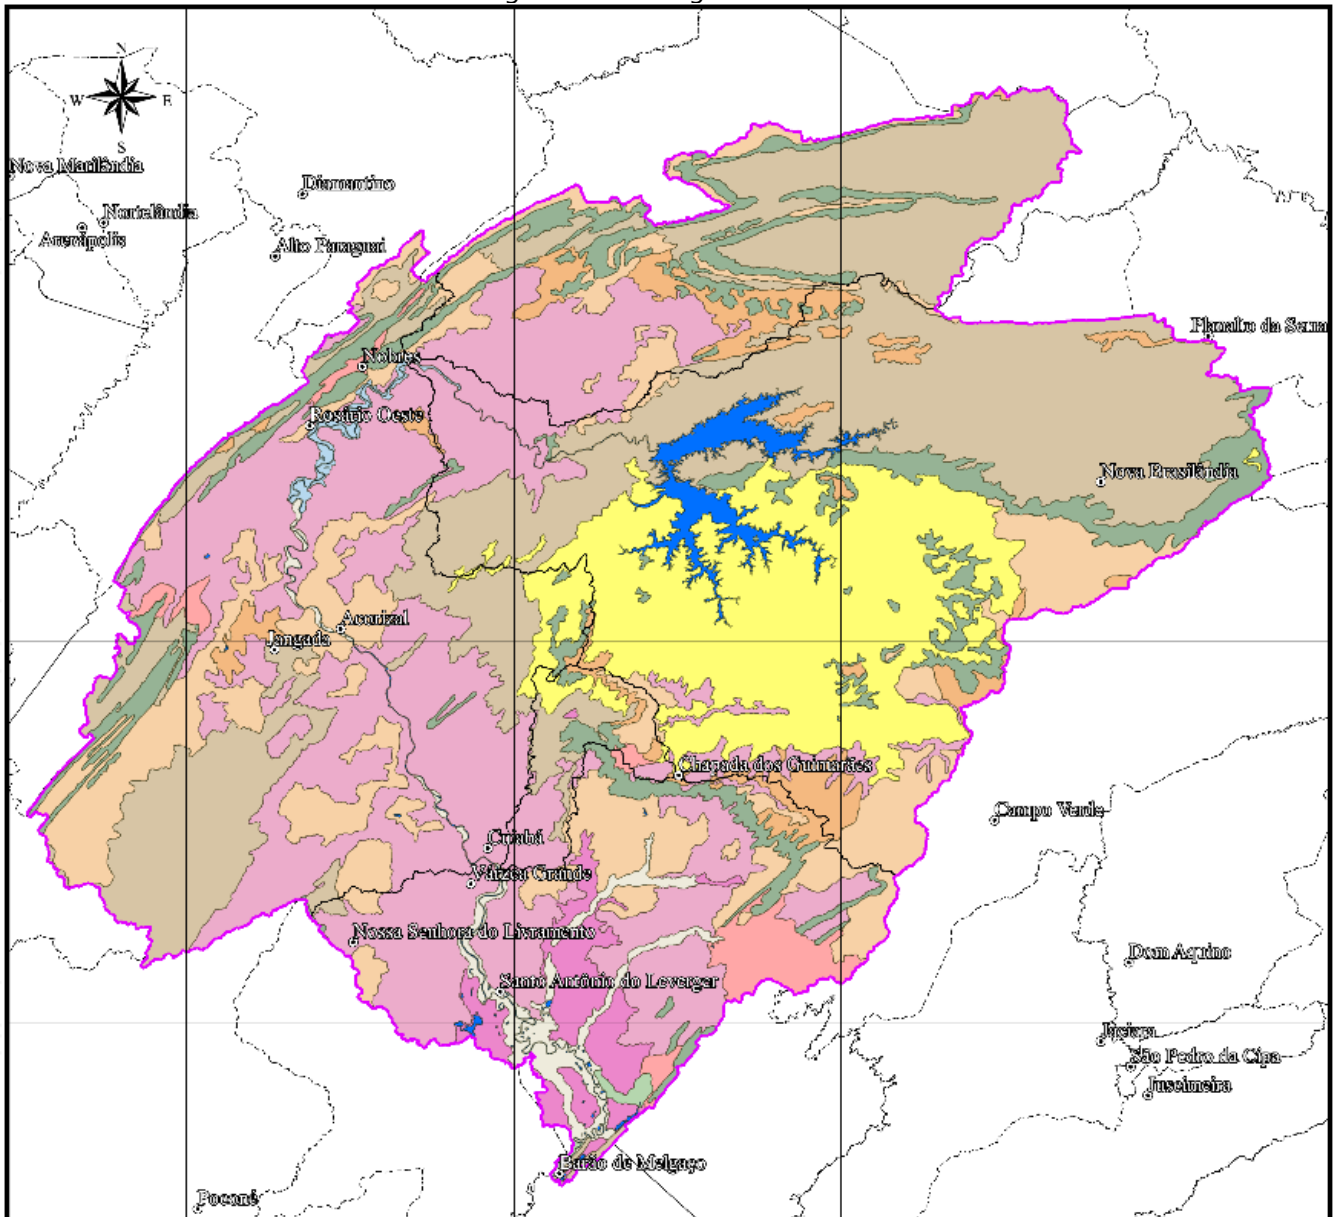 N
W E
S
Nova Marilândia
Diamantino
Nortelândia
Arenápolis
Alto Paraguai
Planalto da Serra
Nobres
Rosário Oeste
Nova Brasilândia
Acorizal
Jangada
Chapada dos Guimarães
Campo Verde
Cuiabá
Várzea Grande
Nossa Senhora do Livramento
Dom Aquino
Santo Antônio do Leverger
Jaciara
São Pedro da Cipa
Juscimeira
Barão de Melgaço
Poconé